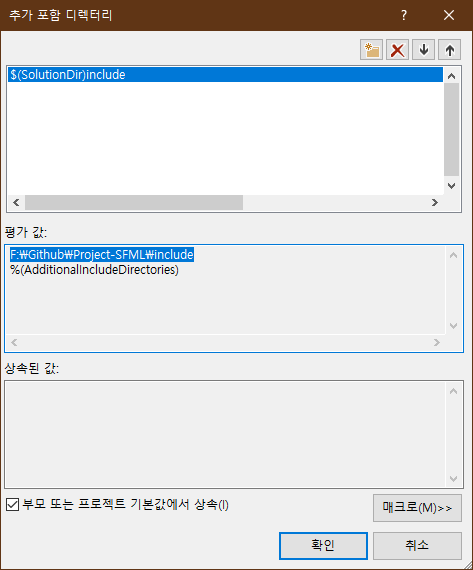 추가 포함 디렉터리
?
$(SolutionDir)include
평가 값:
F:₩Github₩Project-SFML₩include
%(AdditionalIncludeDirectories)
상속된 값:
부모 또는 프로젝트 기본값에서 상속(I)
매크로(M)>>
확인
취소